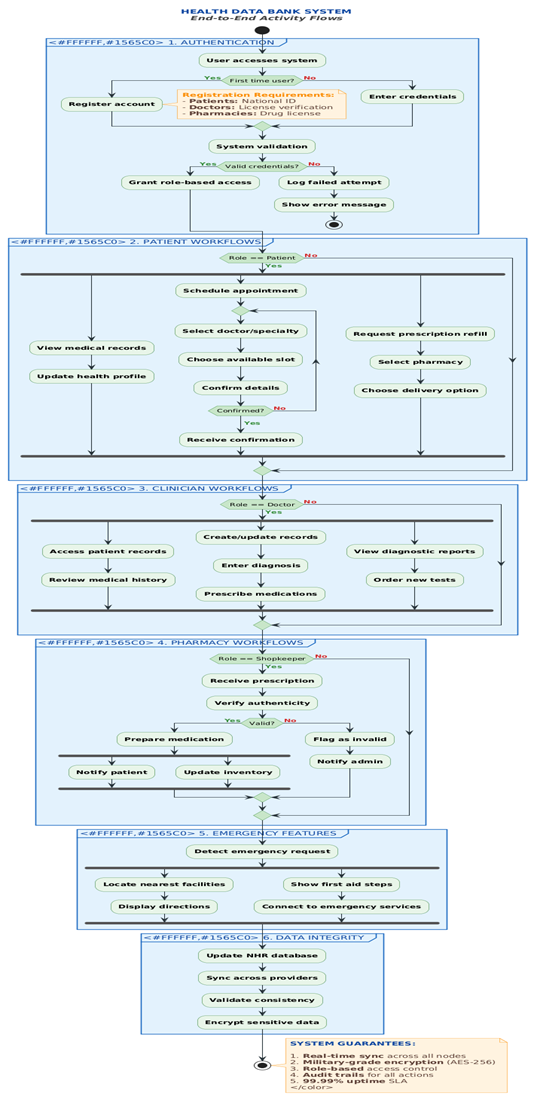 HEALTH DATA BANK SYSTEM
End-to-End Activity Flows
<#FFFFFF,#1565C0> 1. AUTHENTICATION
User accesses system
Yes
First time user?
No
Register account
Registration Requirements:
- Patients: National ID
- Doctors: License verification
- Pharmacies: Drug license
Enter credentials
System validation
Yes
Valid credentials?
No
Grant role-based access
Log failed attempt
Show error message
<#FFFFFF,#1565C0> 2. PATIENT WORKFLOWS
Role == Patient
No
Yes
Schedule appointment
Select doctor/specialty
Request prescription refill
View medical records
Choose available slot
Select pharmacy
Update health profile
Confirm details
Choose delivery option
Confirmed?
No
Yes
Receive confirmation
<#FFFFFF,#1565C0> 3. CLINICIAN WORKFLOWS
Role == Doctor
No
Yes
Create/update records
Access patient records
View diagnostic reports
Enter diagnosis
Review medical history
Order new tests
Prescribe medications
<#FFFFFF,#1565C0> 4. PHARMACY WORKFLOWS
Role == Shopkeeper
No
Yes
Receive prescription
Verify authenticity
Yes
Valid?
No
Prepare medication
Flag as invalid
Notify patient
Update inventory
Notify admin
<#FFFFFF,#1565C0> 5. EMERGENCY FEATURES
Detect emergency request
Locate nearest facilities
Show first aid steps
Display directions
Connect to emergency services
<#FFFFFF,#1565C0> 6. DATA INTEGRITY
Update NHR database
Sync across providers
Validate consistency
Encrypt sensitive data
SYSTEM GUARANTEES:
1. Real-time sync across all nodes
2. Military-grade encryption (AES-256)
3. Role-based access control
4. Audit trails for all actions
5. 99.99% uptime SLA
</color>